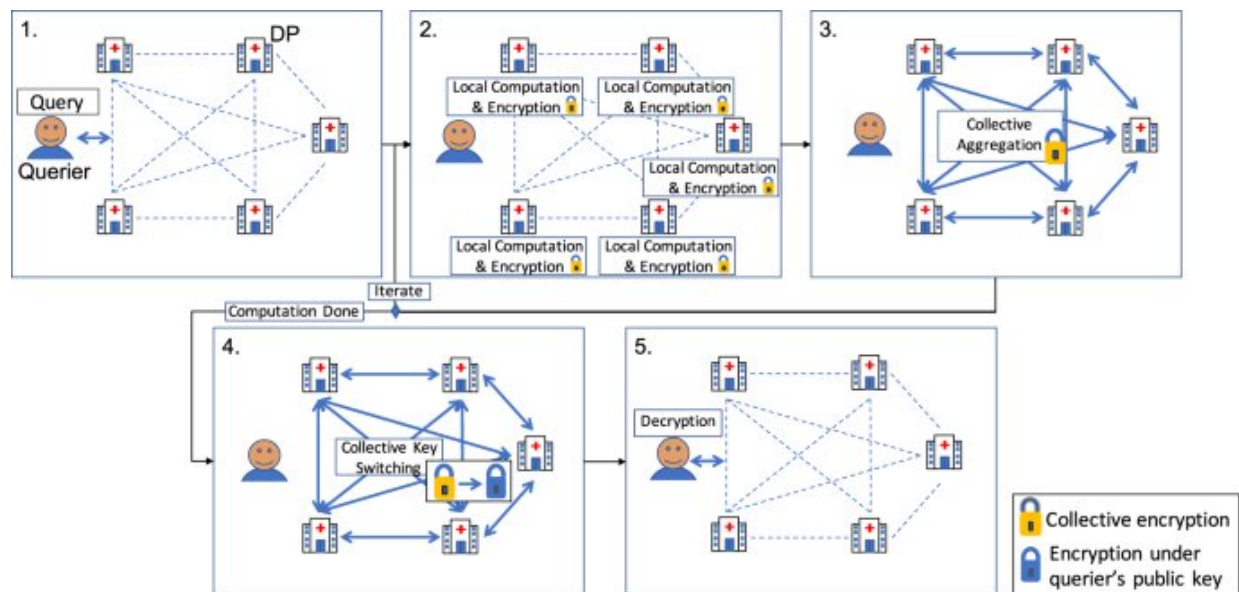 1.
DP
Query
Querier
2.
Local Computation
& Encryption
Local Computation
& Encryption
Local Computation
& Encryption
Local Computation
& Encryption
Local Computation
& Encryption
3.
Collective
Aggregation
Iterate
Computation Done
4.
Collective Key
Switching
5.
Decryption
Collective encryption
Encryption under
querier's public key